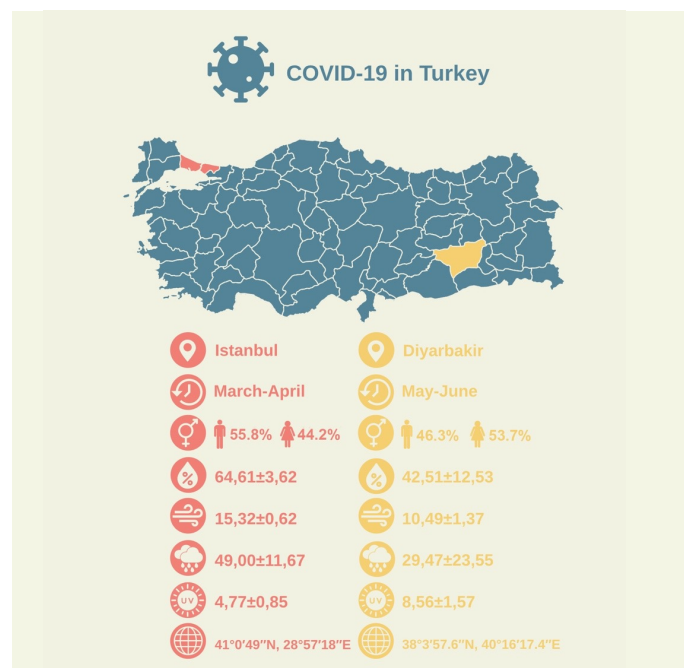 COVID-19 in Turkey
Istanbul
Diyarbakir
March-April
May-June
55.8% 44.2%
46.3% 53.7%
%
64,61±3,62
%
42,51±12,53
15,32±0,62
10,49±1,37
49,00±11,67
29,47±23,55
UV
4,77±0,85
UV
8,56±1,57
41°0′49″N, 28°57′18″E
38°3′57.6″N, 40°16′17.4″E